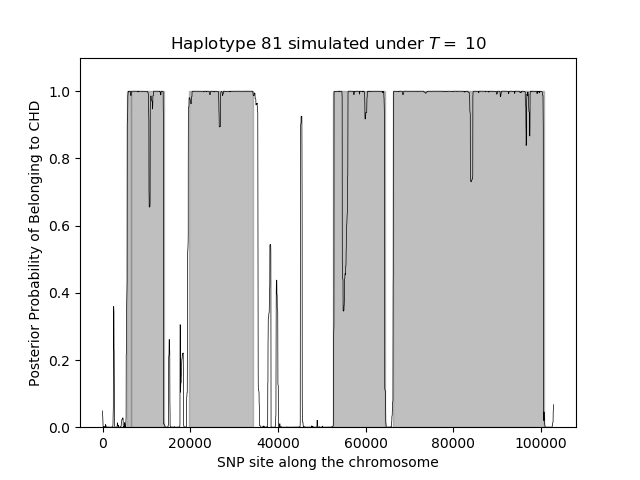 Haplotype 81 simulated under T = 10
Posterior Probability of Belonging to CHD
1.0
0.8
0.6
0.4
0.2
0.0
0 20000 40000 60000 80000 100000
SNP site along the chromosome